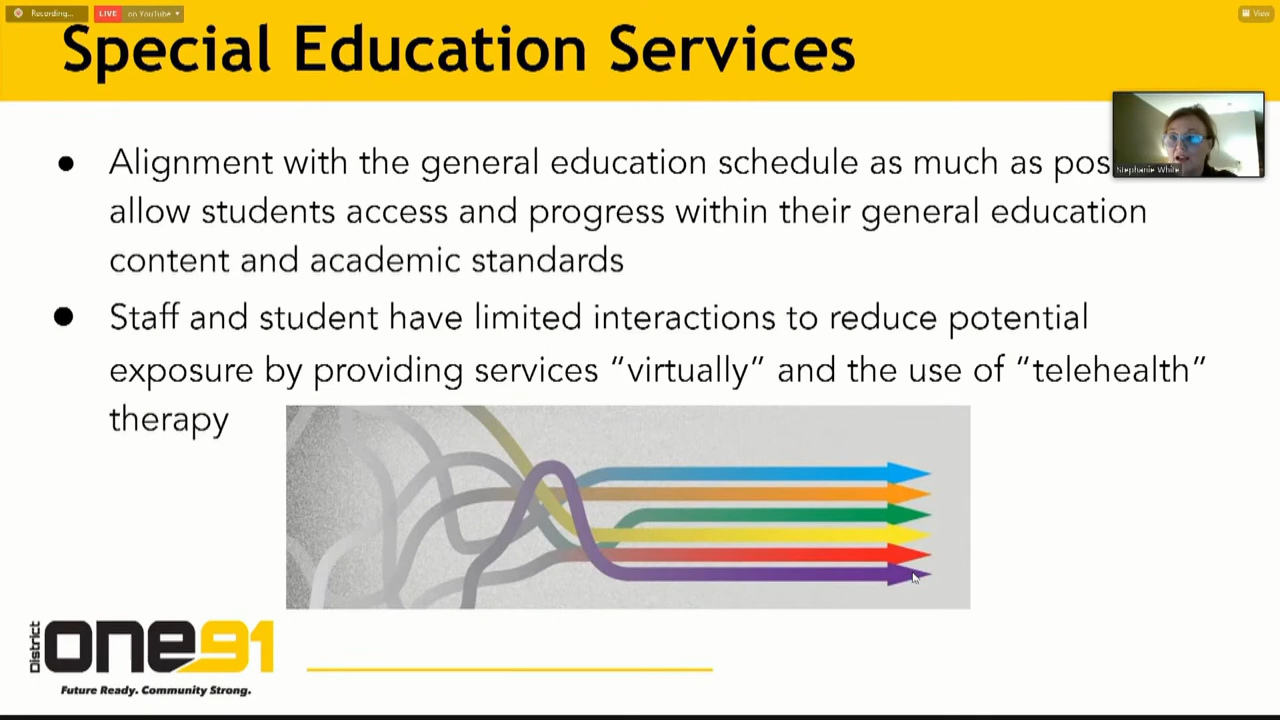 Recording...
LIVE on YouTube
View
Special Education Services
Stephanie White
● Alignment with the general education schedule as much as pos
allow students access and progress within their general education
content and academic standards
● Staff and student have limited interactions to reduce potential
exposure by providing services “virtually” and the use of “telehealth”
therapy
District one91
Future Ready. Community Strong.